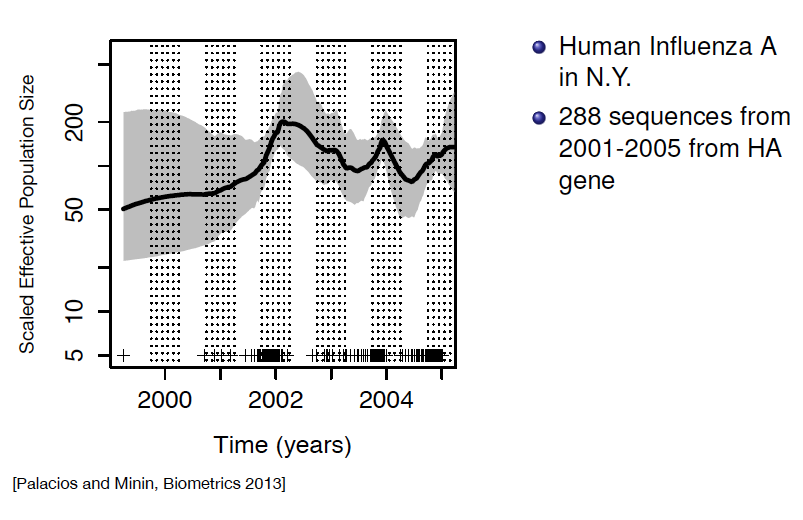 Scaled Effective Population Size
200
50
10
5
2000 2002 2004
Time (years)
Human Influenza A
in N.Y.
288 sequences from
2001-2005 from HA
gene
[Palacios and Minin, Biometrics 2013]